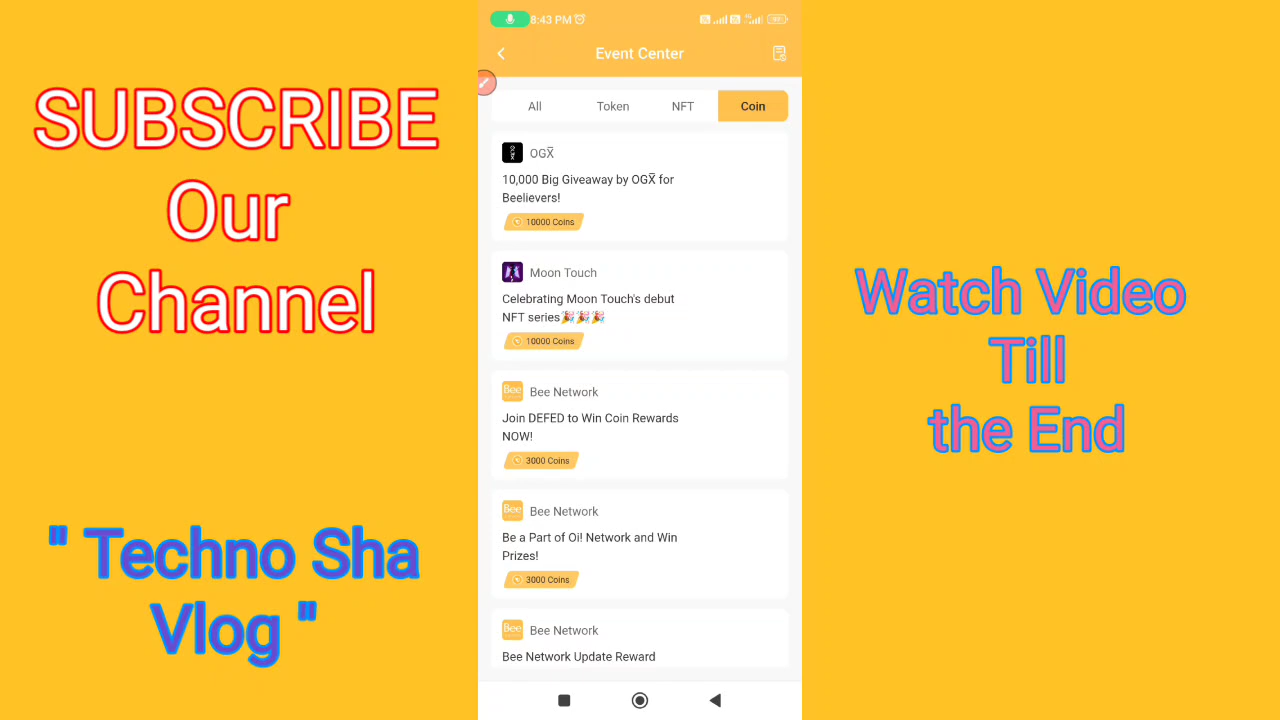 SUBSCRIBE
Our
Channel
" Techno Sha
Vlog "
8:43 PM
Event Center
All Token NFT Coin
OGX̅
10,000 Big Giveaway by OGX̅ for
Beelievers!
10000 Coins
Moon Touch
Celebrating Moon Touch's debut
NFT series🎉🎉🎉
10000 Coins
Bee
Bee Network
Join DEFED to Win Coin Rewards
NOW!
3000 Coins
Bee
Bee Network
Be a Part of Oi! Network and Win
Prizes!
3000 Coins
Bee
Bee Network
Bee Network Update Reward
Watch Video
Till
the End